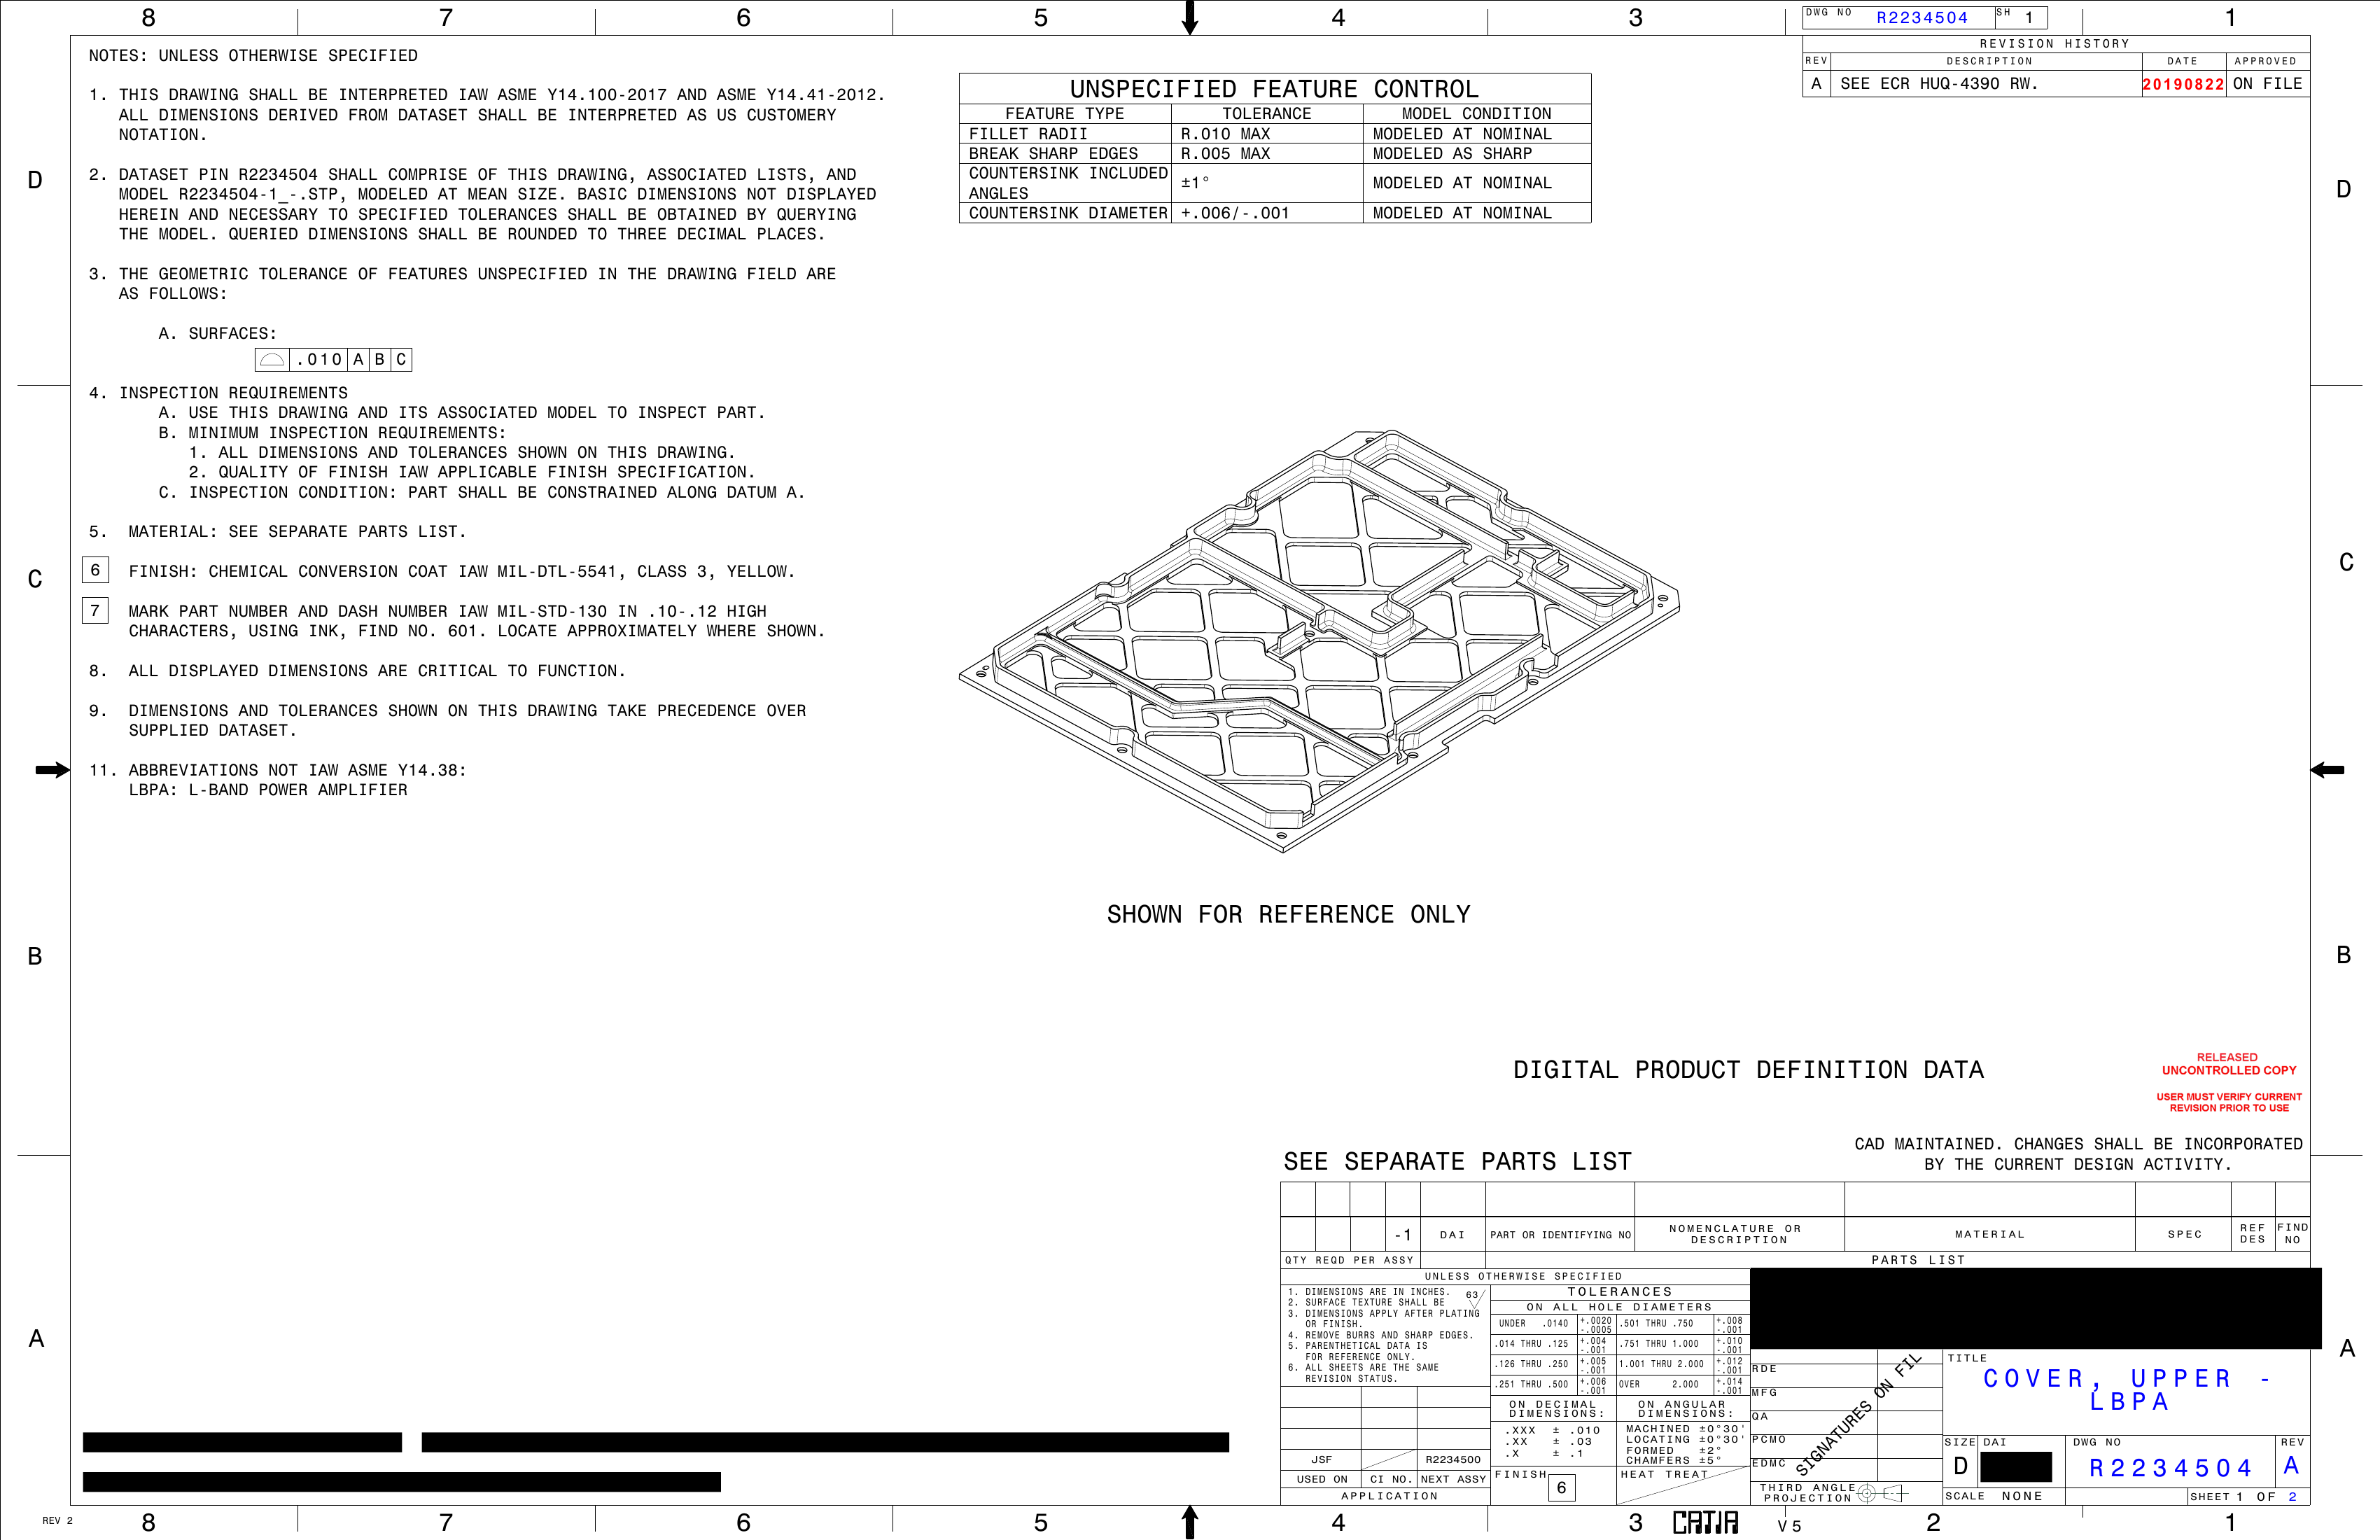 8 7 6 5 4 3 1
DWG NO R2234504 SH 1
REVISION HISTORY
REV DESCRIPTION DATE APPROVED
A SEE ECR HUQ-4390 RW. 20190822 ON FILE
NOTES: UNLESS OTHERWISE SPECIFIED
1. THIS DRAWING SHALL BE INTERPRETED IAW ASME Y14.100-2017 AND ASME Y14.41-2012.
ALL DIMENSIONS DERIVED FROM DATASET SHALL BE INTERPRETED AS US CUSTOMERY
NOTATION.
2. DATASET PIN R2234504 SHALL COMPRISE OF THIS DRAWING, ASSOCIATED LISTS, AND
MODEL R2234504-1_-.STP, MODELED AT MEAN SIZE. BASIC DIMENSIONS NOT DISPLAYED
HEREIN AND NECESSARY TO SPECIFIED TOLERANCES SHALL BE OBTAINED BY QUERYING
THE MODEL. QUERIED DIMENSIONS SHALL BE ROUNDED TO THREE DECIMAL PLACES.
3. THE GEOMETRIC TOLERANCE OF FEATURES UNSPECIFIED IN THE DRAWING FIELD ARE
AS FOLLOWS:
A. SURFACES:
.010 A B C
4. INSPECTION REQUIREMENTS
A. USE THIS DRAWING AND ITS ASSOCIATED MODEL TO INSPECT PART.
B. MINIMUM INSPECTION REQUIREMENTS:
1. ALL DIMENSIONS AND TOLERANCES SHOWN ON THIS DRAWING.
2. QUALITY OF FINISH IAW APPLICABLE FINISH SPECIFICATION.
C. INSPECTION CONDITION: PART SHALL BE CONSTRAINED ALONG DATUM A.
5. MATERIAL: SEE SEPARATE PARTS LIST.
6 FINISH: CHEMICAL CONVERSION COAT IAW MIL-DTL-5541, CLASS 3, YELLOW.
7 MARK PART NUMBER AND DASH NUMBER IAW MIL-STD-130 IN .10-.12 HIGH
CHARACTERS, USING INK, FIND NO. 601. LOCATE APPROXIMATELY WHERE SHOWN.
8. ALL DISPLAYED DIMENSIONS ARE CRITICAL TO FUNCTION.
9. DIMENSIONS AND TOLERANCES SHOWN ON THIS DRAWING TAKE PRECEDENCE OVER
SUPPLIED DATASET.
11. ABBREVIATIONS NOT IAW ASME Y14.38:
LBPA: L-BAND POWER AMPLIFIER
UNSPECIFIED FEATURE CONTROL
FEATURE TYPE TOLERANCE MODEL CONDITION
FILLET RADII R.010 MAX MODELED AT NOMINAL
BREAK SHARP EDGES R.005 MAX MODELED AS SHARP
COUNTERSINK INCLUDED
ANGLES ±1° MODELED AT NOMINAL
COUNTERSINK DIAMETER +.006/-.001 MODELED AT NOMINAL
D D
C C
B B
A A
SHOWN FOR REFERENCE ONLY
DIGITAL PRODUCT DEFINITION DATA
RELEASED
UNCONTROLLED COPY
USER MUST VERIFY CURRENT
REVISION PRIOR TO USE
SEE SEPARATE PARTS LIST
CAD MAINTAINED. CHANGES SHALL BE INCORPORATED
BY THE CURRENT DESIGN ACTIVITY.
-1 DAI PART OR IDENTIFYING NO NOMENCLATURE OR DESCRIPTION MATERIAL SPEC REF DES FIND NO
QTY REQD PER ASSY PARTS LIST
UNLESS OTHERWISE SPECIFIED
1. DIMENSIONS ARE IN INCHES.
2. SURFACE TEXTURE SHALL BE 63
3. DIMENSIONS APPLY AFTER PLATING
OR FINISH.
4. REMOVE BURRS AND SHARP EDGES.
5. PARENTHETICAL DATA IS
FOR REFERENCE ONLY.
6. ALL SHEETS ARE THE SAME
REVISION STATUS.
TOLERANCES
ON ALL HOLE DIAMETERS
UNDER .0140 +.0020 -.0005 .501 THRU .750 +.008 -.001
.014 THRU .125 +.004 -.001 .751 THRU 1.000 +.010 -.001
.126 THRU .250 +.005 -.001 1.001 THRU 2.000 +.012 -.001
.251 THRU .500 +.006 -.001 OVER 2.000 +.014 -.001
ON DECIMAL DIMENSIONS: ON ANGULAR DIMENSIONS:
.XXX ± .010 MACHINED ±0°30'
.XX ± .03 LOCATING ±0°30'
.X ± .1 FORMED ±2°
CHAMFERS ±5°
FINISH 6 HEAT TREAT
JSF R2234500
USED ON CI NO. NEXT ASSY
APPLICATION
RDE
MFG
QA
PCMO
EDMC
SIGNATURES ON FIL
THIRD ANGLE
PROJECTION
TITLE
COVER, UPPER -
LBPA
SIZE DAI DWG NO REV
D R2234504 A
SCALE NONE SHEET 1 OF 2
REV 2 8 7 6 5 4 3 CATIA V5 2 1